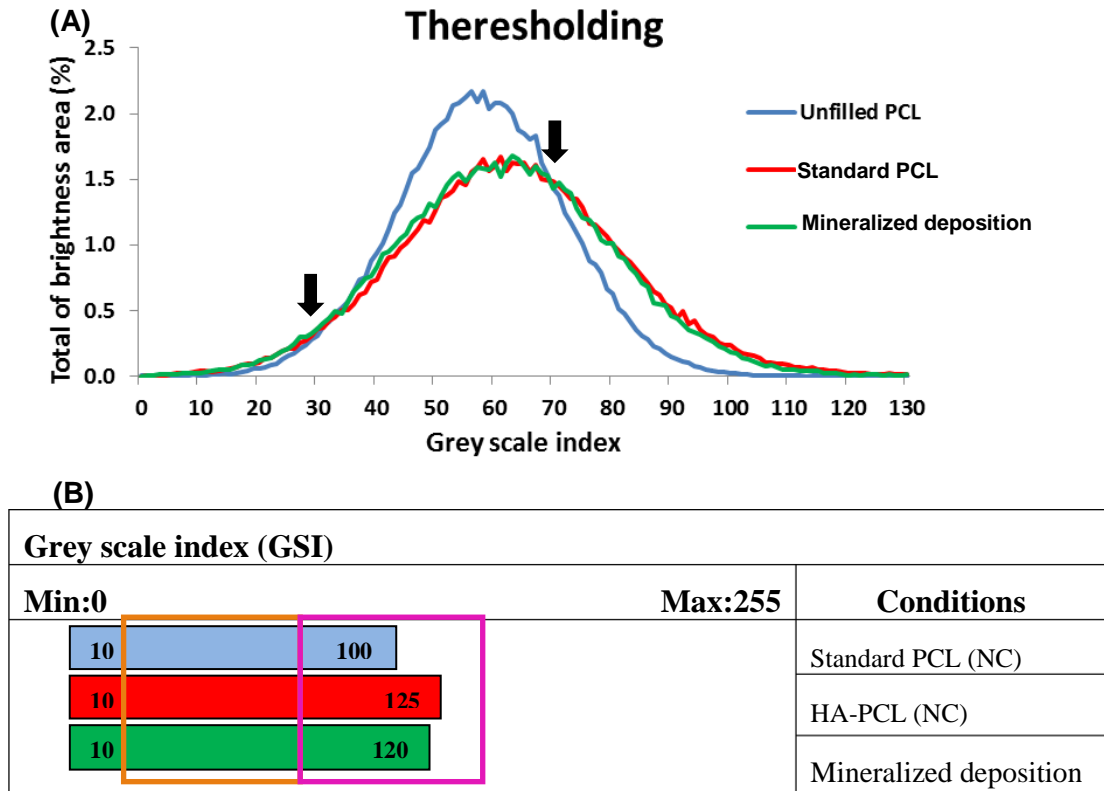 (A)
Theresholding
Total of brightness area (%)
2.5
2.0
1.5
1.0
0.5
0.0
0 10 20 30 40 50 60 70 80 90 100 110 120 130
Grey scale index
Unfilled PCL
Standard PCL
Mineralized deposition
(B)
Grey scale index (GSI)
Min:0 Max:255 Conditions
10 100 Standard PCL (NC)
10 125 HA-PCL (NC)
10 120 Mineralized deposition